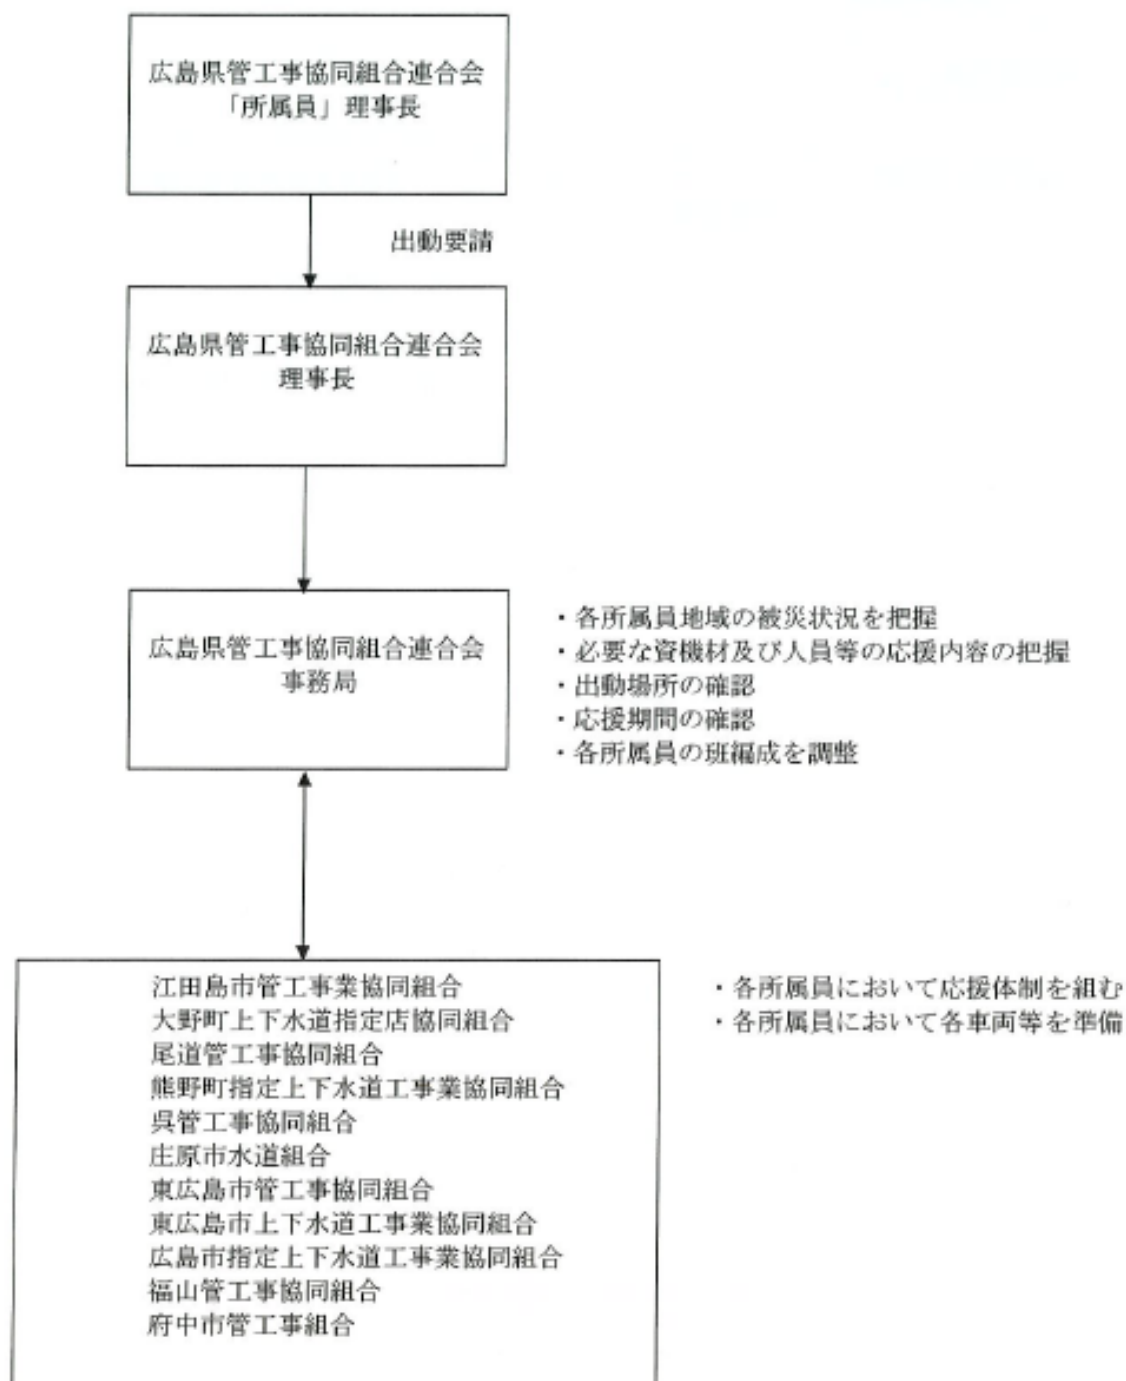 広島県管工事協同組合連合会
「所属員」理事長
出動要請
広島県管工事協同組合連合会
理事長
広島県管工事協同組合連合会
事務局
・各所属員地域の被災状況を把握
・必要な資機材及び人員等の応援内容の把握
・出動場所の確認
・応援期間の確認
・各所属員の班編成を調整
江田島市管工事業協同組合
大野町上下水道指定店協同組合
尾道管工事協同組合
熊野町指定上下水道工事業協同組合
呉管工事協同組合
庄原市水道組合
東広島市管工事協同組合
東広島市上下水道工事業協同組合
広島市指定上下水道工事業協同組合
福山管工事協同組合
府中市管工事組合
・各所属員において応援体制を組む
・各所属員において各車両等を準備